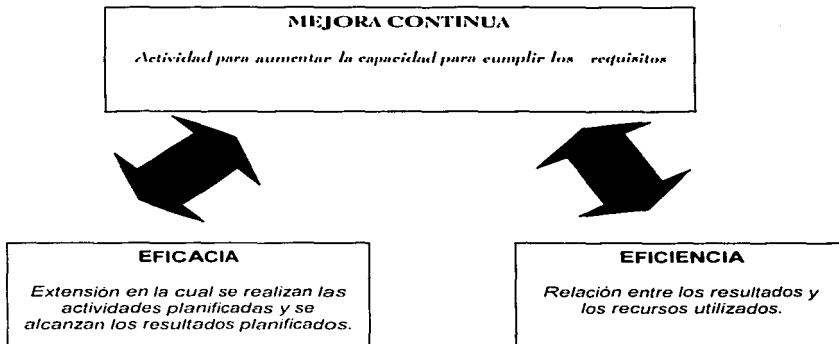 MEJORA CONTINUA
Actividad para aumentar la capacidad para cumplir los requisitos
EFICACIA
Extensión en la cual se realizan las
actividades planificadas y se
alcanzan los resultados planificados.
EFICIENCIA
Relación entre los resultados y
los recursos utilizados.